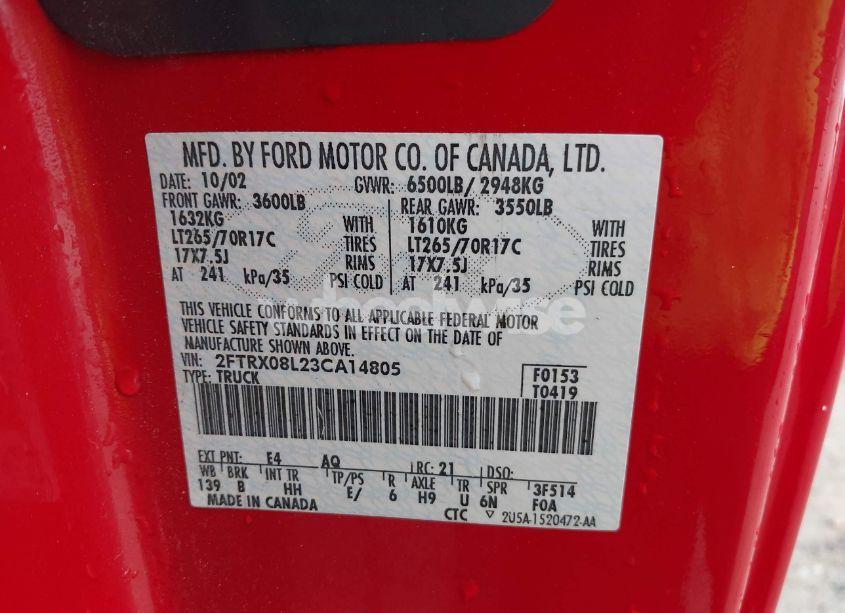 MFD. BY FORD MOTOR CO. OF CANADA, LTD.
DATE: 10/02 GVWR: 6500LB/ 2948KG
FRONT GAWR: 3600LB REAR GAWR: 3550LB
1632KG WITH 1610KG WITH
LT265/70R17C TIRES LT265/70R17C TIRES
17X7.5J RIMS 17X7.5J RIMS
AT 241 kPa/35 PSI COLD AT 241 kPa/35 PSI COLD
THIS VEHICLE CONFORMS TO ALL APPLICABLE FEDERAL MOTOR
VEHICLE SAFETY STANDARDS IN EFFECT ON THE DATE OF
MANUFACTURE SHOWN ABOVE.
VIN: 2FTRX08L23CA14805 F0153
TYPE: TRUCK T0419
EXT PNT: E4 AQ RC: 21 DSO:
WB BRK INT TR TP/PS R AXLE TR SPR 3F514
139 B HH E/ 6 H9 U 6N F0A
MADE IN CANADA CTC 2U5A-1520472-AA